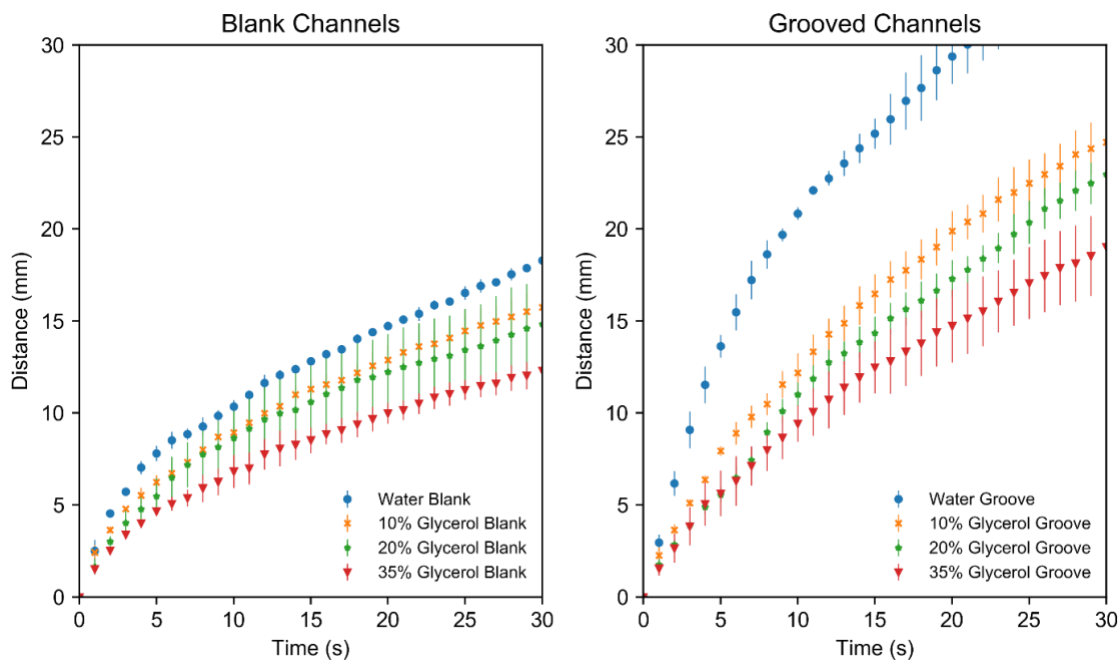 Blank Channels
30
25
20
15
10
5
0
Distance (mm)
0 5 10 15 20 25 30
Time (s)
Water Blank
10% Glycerol Blank
20% Glycerol Blank
35% Glycerol Blank
Grooved Channels
30
25
20
15
10
5
0
Distance (mm)
0 5 10 15 20 25 30
Time (s)
Water Groove
10% Glycerol Groove
20% Glycerol Groove
35% Glycerol Groove